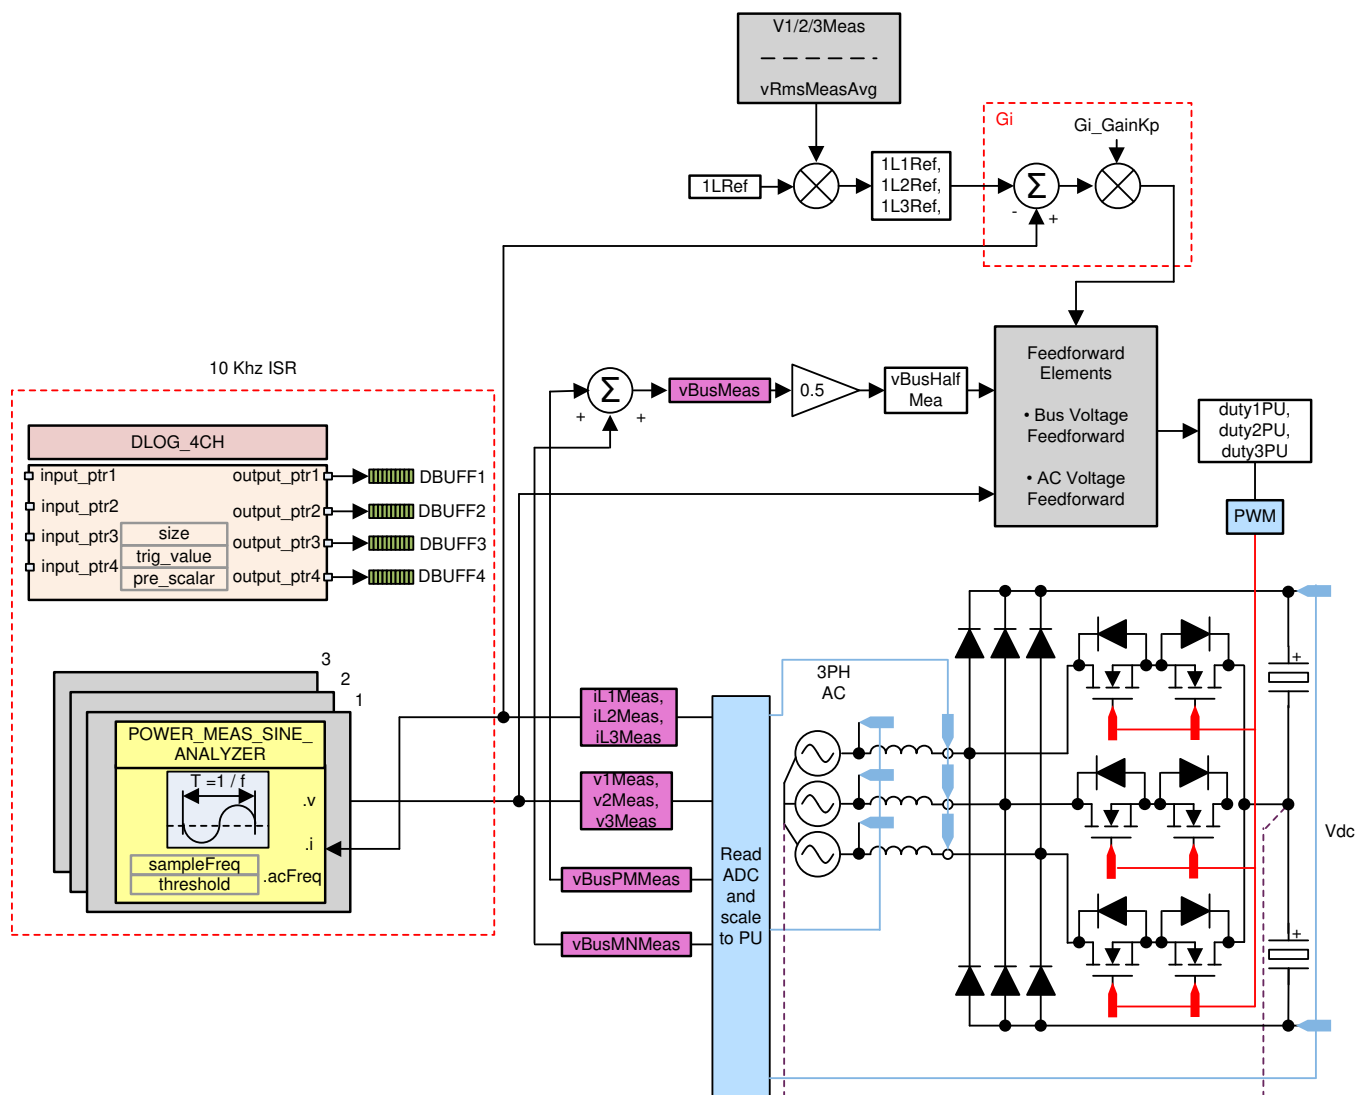 V1/2/3Meas
vRmsMeasAvg
Gi
Gi_GainKp
1LRef
1L1Ref,
1L2Ref,
1L3Ref,
Σ
-
+
10 Khz ISR
DLOG_4CH
input_ptr1
input_ptr2
input_ptr3
input_ptr4
size
trig_value
pre_scalar
output_ptr1
output_ptr2
output_ptr3
output_ptr4
DBUFF1
DBUFF2
DBUFF3
DBUFF4
Σ
+
+
vBusMeas
0.5
vBusHalf
Mea
Feedforward
Elements
• Bus Voltage
Feedforward
• AC Voltage
Feedforward
duty1PU,
duty2PU,
duty3PU
PWM
3
2
1
POWER_MEAS_SINE_
ANALYZER
T =1 / f
.v
.i
.acFreq
sampleFreq
threshold
iL1Meas,
iL2Meas,
iL3Meas
v1Meas,
v2Meas,
v3Meas
vBusPMMeas
vBusMNMeas
Read
ADC
and
scale
to PU
3PH
AC
+
+
Vdc